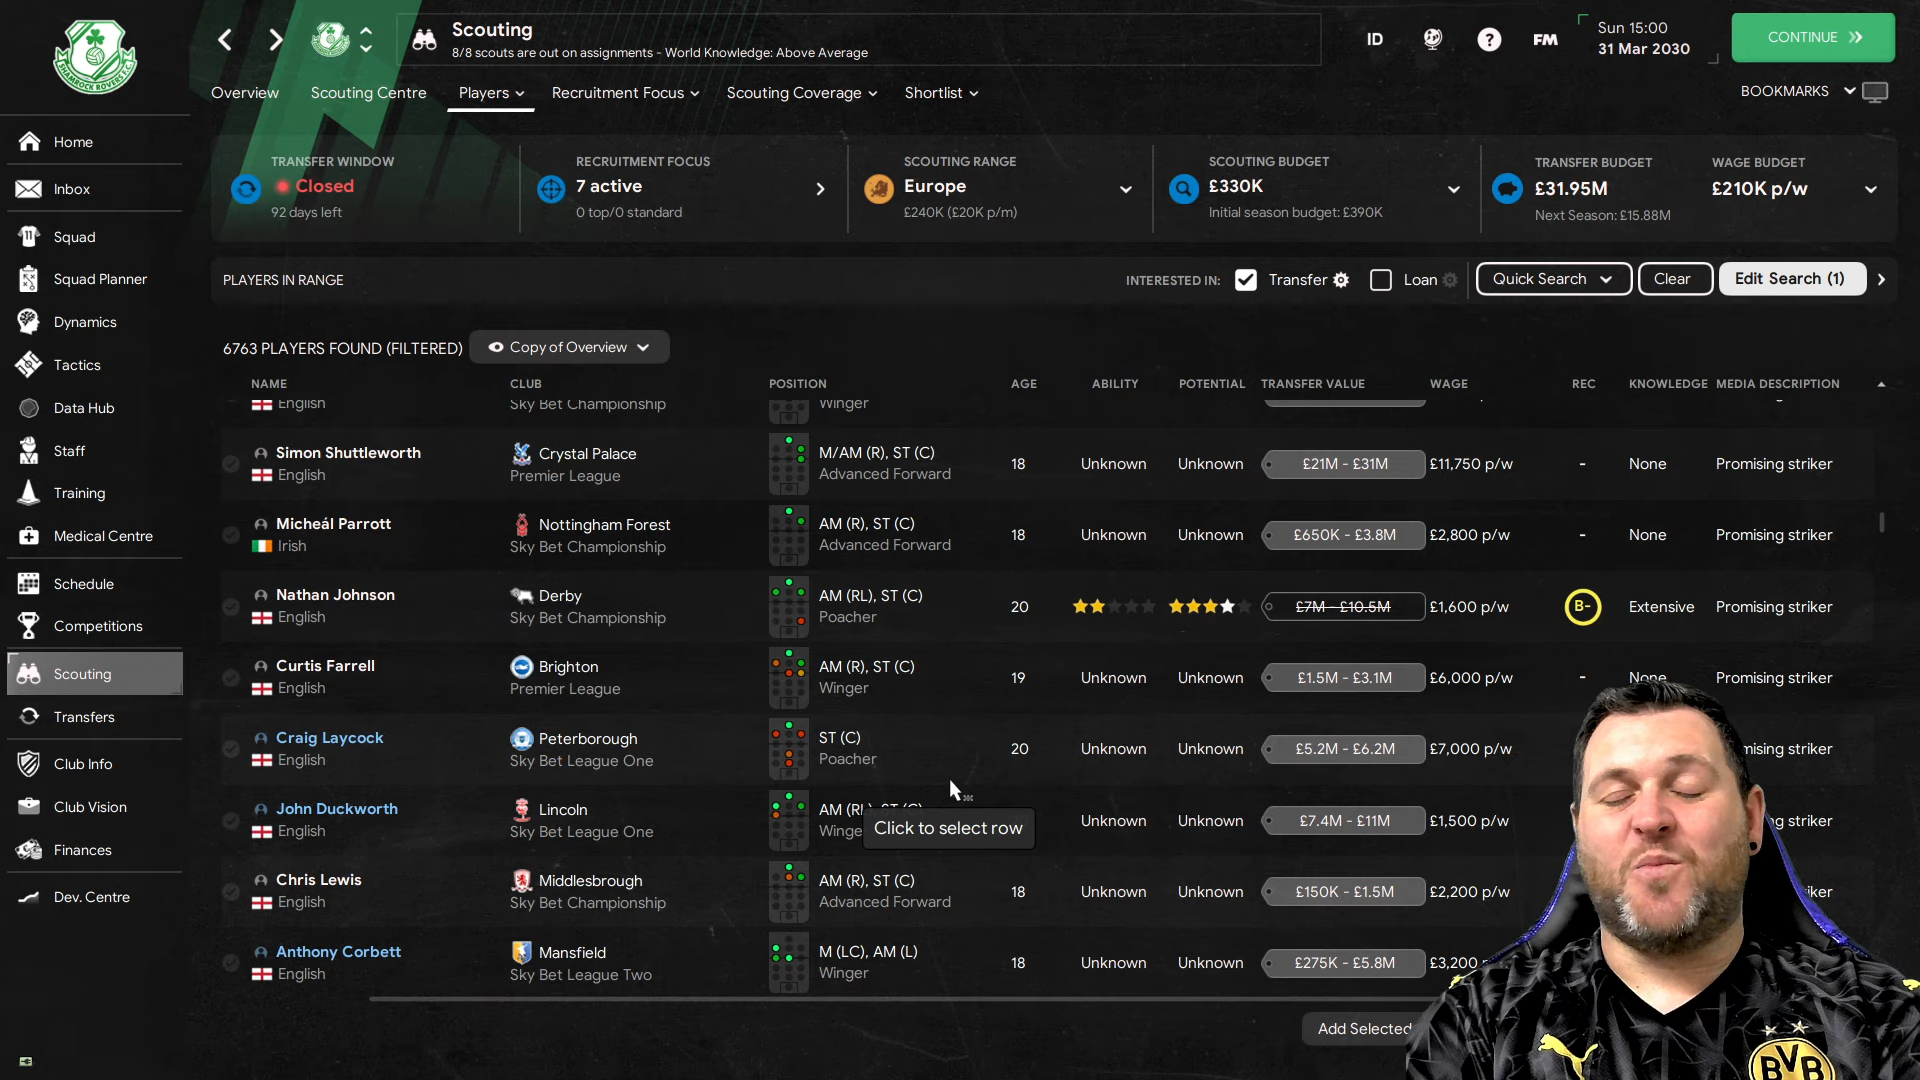 SHAMROCK ROVERS F.C.
Scouting
8/8 scouts are out on assignments - World Knowledge: Above Average
ID
?
FM
Sun 15:00
31 Mar 2030
CONTINUE
Overview
Scouting Centre
Players
Recruitment Focus
Scouting Coverage
Shortlist
BOOKMARKS
Home
Inbox
Squad
Squad Planner
Dynamics
Tactics
Data Hub
Staff
Training
Medical Centre
Schedule
Competitions
Scouting
Transfers
Club Info
Club Vision
Finances
Dev. Centre
TRANSFER WINDOW
Closed
92 days left
RECRUITMENT FOCUS
7 active
0 top/0 standard
SCOUTING RANGE
Europe
£240K (£20K p/m)
SCOUTING BUDGET
£330K
Initial season budget: £390K
TRANSFER BUDGET
£31.95M
Next Season: £15.88M
WAGE BUDGET
£210K p/w
PLAYERS IN RANGE
INTERESTED IN:
Transfer
Loan
Quick Search
Clear
Edit Search (1)
6763 PLAYERS FOUND (FILTERED)
Copy of Overview
NAME CLUB POSITION AGE ABILITY POTENTIAL TRANSFER VALUE WAGE REC KNOWLEDGE MEDIA DESCRIPTION
English Sky Bet Championship Winger
Simon Shuttleworth Crystal Palace M/AM (R), ST (C) 18 Unknown Unknown £21M - £31M £11,750 p/w - None Promising striker
English Premier League Advanced Forward
Micheál Parrott Nottingham Forest AM (R), ST (C) 18 Unknown Unknown £650K - £3.8M £2,800 p/w - None Promising striker
Irish Sky Bet Championship Advanced Forward
Nathan Johnson Derby AM (RL), ST (C) 20 £7M - £10.5M £1,600 p/w B- Extensive Promising striker
English Sky Bet Championship Poacher
Curtis Farrell Brighton AM (R), ST (C) 19 Unknown Unknown £1.5M - £3.1M £6,000 p/w - None Promising striker
English Premier League Winger
Craig Laycock Peterborough ST (C) 20 Unknown Unknown £5.2M - £6.2M £7,000 p/w mising striker
English Sky Bet League One Poacher
John Duckworth Lincoln AM (RL), ST (C) Unknown Unknown £7.4M - £11M £1,500 p/w g striker
English Sky Bet League One Winge
Click to select row
Chris Lewis Middlesbrough AM (R), ST (C) 18 Unknown Unknown £150K - £1.5M £2,200 p/w iker
English Sky Bet Championship Advanced Forward
Anthony Corbett Mansfield M (LC), AM (L) 18 Unknown Unknown £275K - £5.8M £3,200
English Sky Bet League Two Winger
Add Selected
BVB